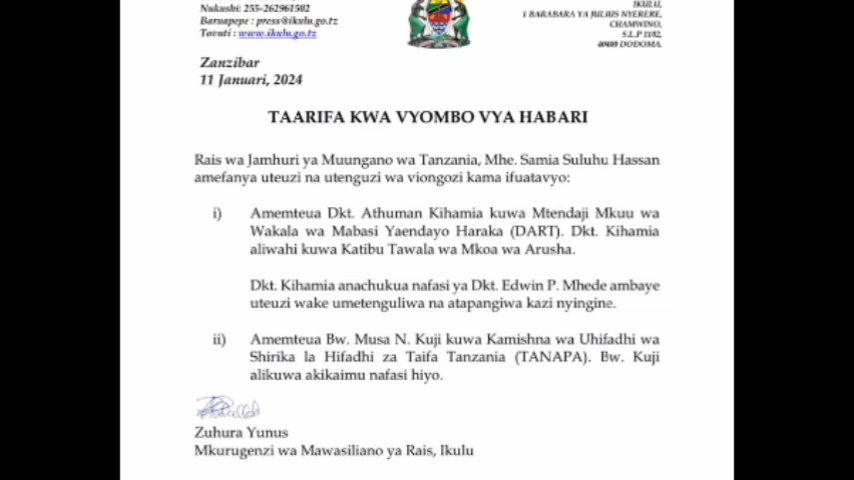 Nukushi: 255-262961502
Baruapepe : press@ikulu.go.tz
Tovuti : www.ikulu.go.tz
IKULU,
1 BARABARA YA JULIUS NYERERE,
CHAMWINO,
S.L.P 1102,
40400 DODOMA.
Zanzibar
11 Januari, 2024
TAARIFA KWA VYOMBO VYA HABARI
Rais wa Jamhuri ya Muungano wa Tanzania, Mhe. Samia Suluhu Hassan
amefanya uteuzi na utenguzi wa viongozi kama ifuatavyo:
i) Amemteua Dkt. Athuman Kihamia kuwa Mtendaji Mkuu wa
Wakala wa Mabasi Yaendayo Haraka (DART). Dkt. Kihamia
aliwahi kuwa Katibu Tawala wa Mkoa wa Arusha.
Dkt. Kihamia anachukua nafasi ya Dkt. Edwin P. Mhede ambaye
uteuzi wake umetenguliwa na atapangiwa kazi nyingine.
ii) Amemteua Bw. Musa N. Kuji kuwa Kamishna wa Uhifadhi wa
Shirika la Hifadhi za Taifa Tanzania (TANAPA). Bw. Kuji
alikuwa akikaimu nafasi hiyo.
Zuhura Yunus
Mkurugenzi wa Mawasiliano ya Rais, Ikulu